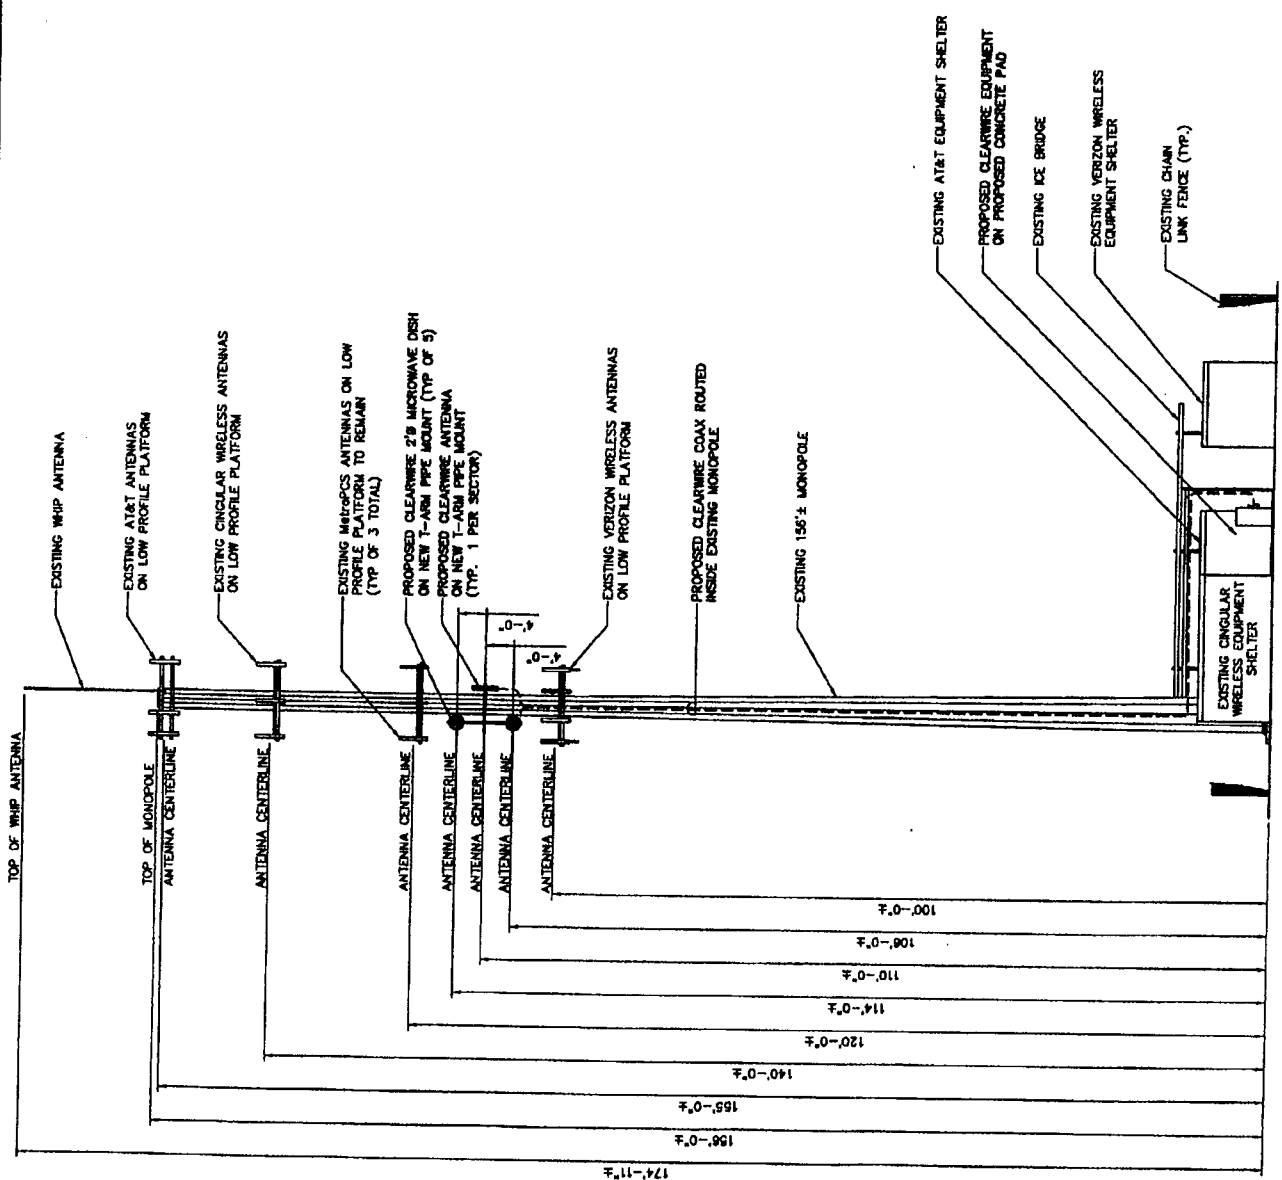 EXISTING WHIP ANTENNA
EXISTING AT&T ANTENNAS
ON LOW PROFILE PLATFORM
EXISTING CINGULAR WIRELESS ANTENNAS
ON LOW PROFILE PLATFORM
EXISTING MetroPCS ANTENNAS ON LOW
PROFILE PLATFORM TO REMAIN
(TYP OF 3 TOTAL)
PROPOSED CLEARWIRE 2'Ø MICROWAVE DISH
ON NEW T-ARM PIPE MOUNT (TYP OF 5)
PROPOSED CLEARWIRE ANTENNA
ON NEW T-ARM PIPE MOUNT
(TYP. 1 PER SECTOR)
EXISTING VERIZON WIRELESS ANTENNAS
ON LOW PROFILE PLATFORM
PROPOSED CLEARWIRE COAX ROUTED
INSIDE EXISTING MONOPOLE
EXISTING 156'± MONOPOLE
EXISTING AT&T EQUIPMENT SHELTER
PROPOSED CLEARWIRE EQUIPMENT
ON PROPOSED CONCRETE PAD
EXISTING ICE BRIDGE
EXISTING VERIZON WIRELESS
EQUIPMENT SHELTER
EXISTING CHAIN
LINK FENCE (TYP.)
4'-0"
4'-0"
EXISTING CINGULAR
WIRELESS EQUIPMENT
SHELTER
TOP OF WHIP ANTENNA
TOP OF MONOPOLE
ANTENNA CENTERLINE
ANTENNA CENTERLINE
ANTENNA CENTERLINE
ANTENNA CENTERLINE
ANTENNA CENTERLINE
ANTENNA CENTERLINE
ANTENNA CENTERLINE
100'-0"±
106'-0"±
110'-0"±
114'-0"±
120'-0"±
140'-0"±
155'-0"±
156'-0"±
174'-11"±